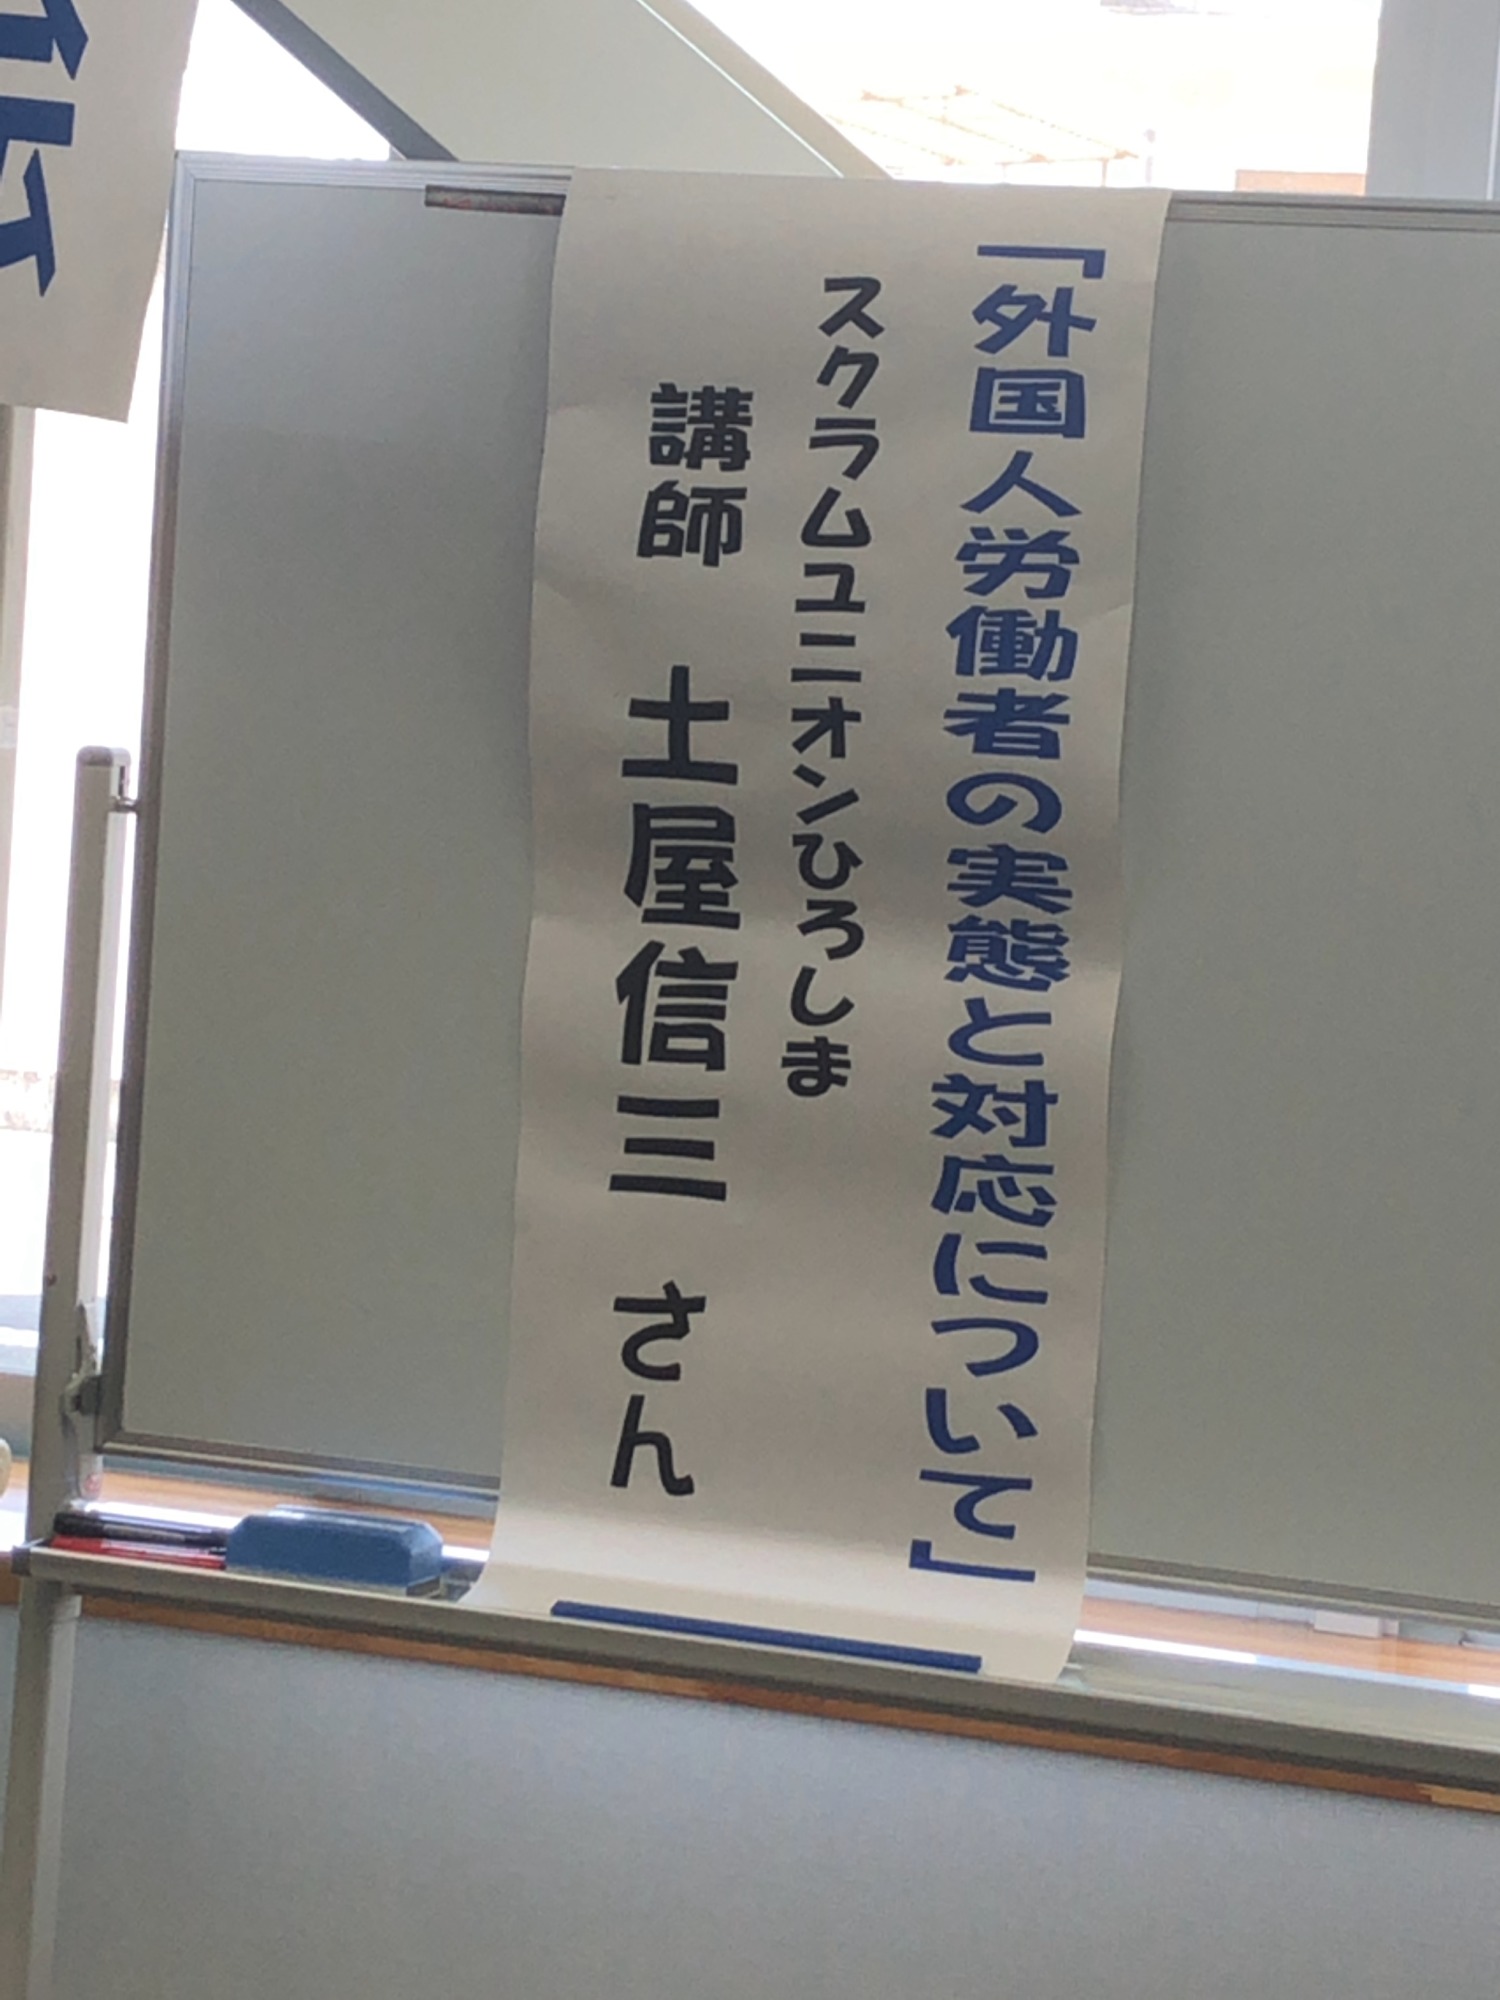 「外国人労働者の実態と対応について」
スクラムユニオンひろしま
講師 土屋信三 さん